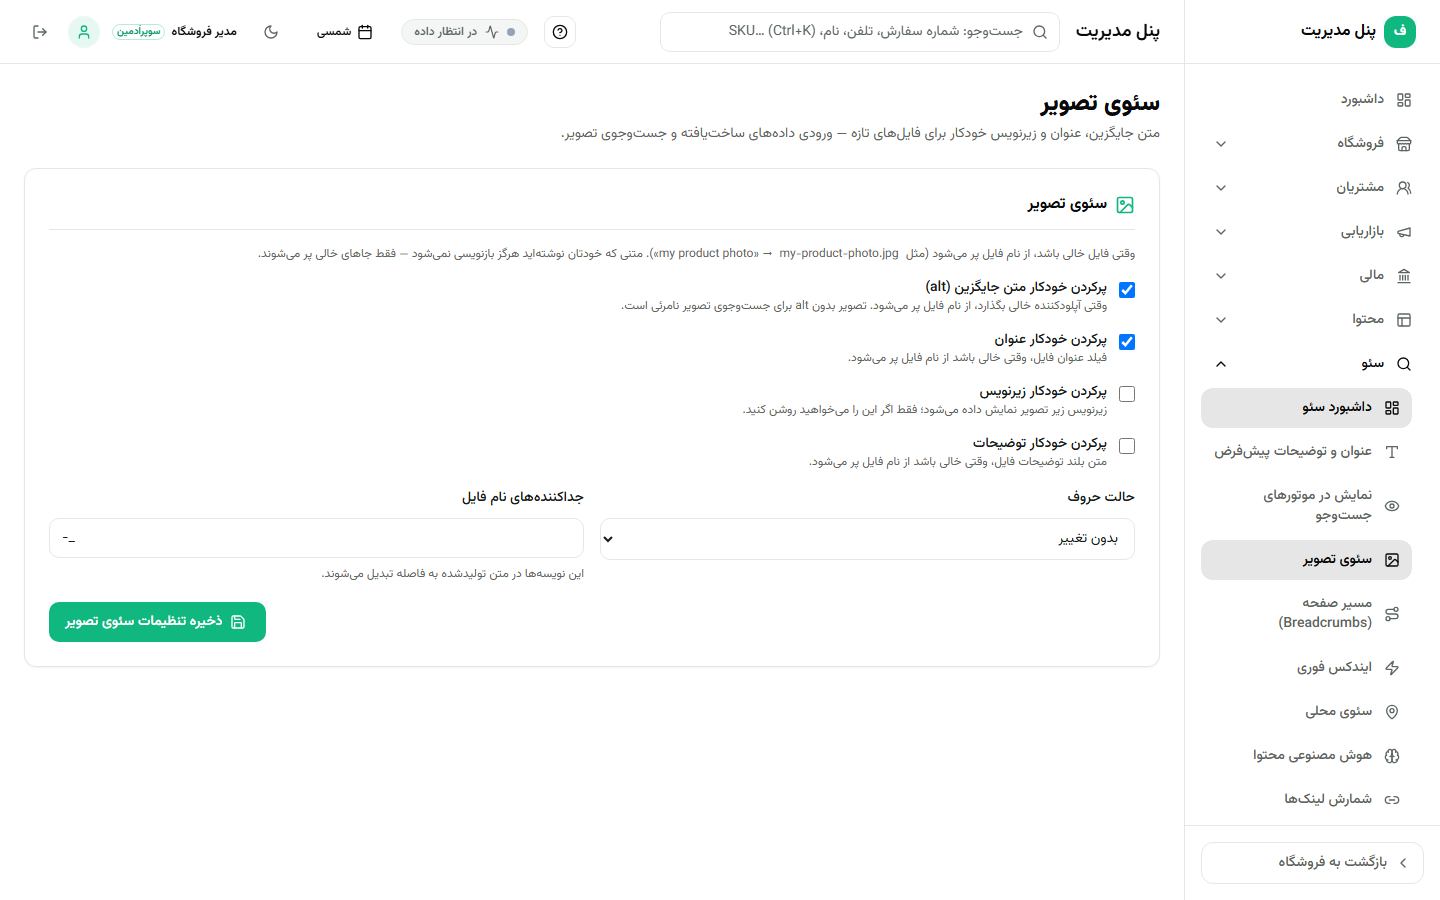 ف
پنل مدیریت
پنل مدیریت
جست‌وجو: شماره سفارش، تلفن، نام، SKU… (Ctrl+K)
در انتظار داده
شمسی
مدیر فروشگاه
سوپرادمین
داشبورد
فروشگاه
مشتریان
بازاریابی
مالی
محتوا
سئو
داشبورد سئو
عنوان و توضیحات پیش‌فرض
نمایش در موتورهای
جست‌وجو
سئوی تصویر
مسیر صفحه
(Breadcrumbs)
ایندکس فوری
سئوی محلی
هوش مصنوعی محتوا
شمارش لینک‌ها
بازگشت به فروشگاه
سئوی تصویر
متن جایگزین، عنوان و زیرنویس خودکار برای فایل‌های تازه — ورودی داده‌های ساخت‌یافته و جست‌وجوی تصویر.
سئوی تصویر
وقتی فایل خالی باشد، از نام فایل پر می‌شود (مثل my-product-photo.jpg → «my product photo»). متنی که خودتان نوشته‌اید هرگز بازنویسی نمی‌شود — فقط جاهای خالی پر می‌شوند.
پرکردن خودکار متن جایگزین (alt)
وقتی آپلودکننده خالی بگذارد، از نام فایل پر می‌شود. تصویر بدون alt برای جست‌وجوی تصویر نامرئی است.
پرکردن خودکار عنوان
فیلد عنوان فایل، وقتی خالی باشد از نام فایل پر می‌شود.
پرکردن خودکار زیرنویس
زیرنویس زیر تصویر نمایش داده می‌شود؛ فقط اگر این را می‌خواهید روشن کنید.
پرکردن خودکار توضیحات
متن بلند توضیحات فایل، وقتی خالی باشد از نام فایل پر می‌شود.
حالت حروف
بدون تغییر
جداکننده‌های نام فایل
-_
این نویسه‌ها در متن تولیدشده به فاصله تبدیل می‌شوند.
ذخیره تنظیمات سئوی تصویر